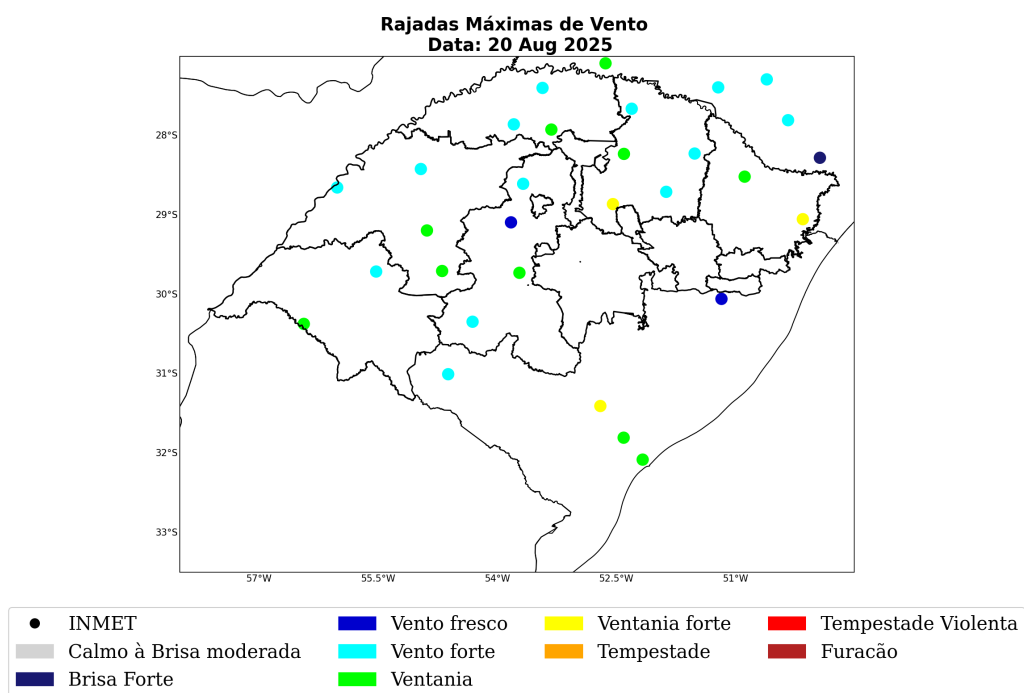 Rajadas Máximas de Vento
Data: 20 Aug 2025
28°S
29°S
30°S
31°S
32°S
33°S
57°W 55.5°W 54°W 52.5°W 51°W
INMET Vento fresco Ventania forte Tempestade Violenta
Calmo à Brisa moderada Vento forte Tempestade Furacão
Brisa Forte Ventania